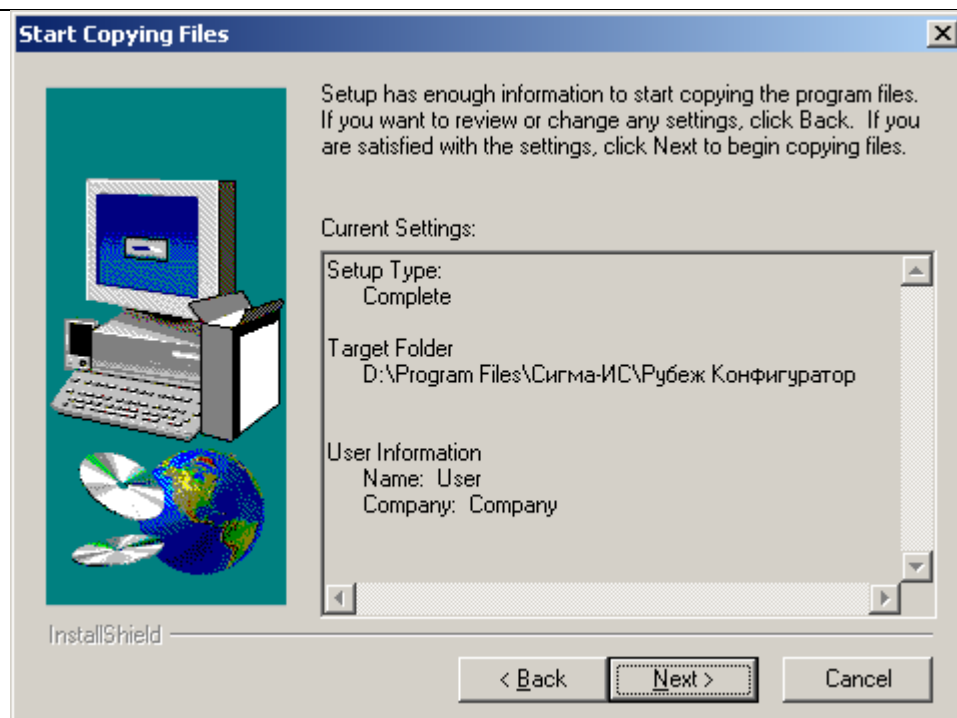 Start Copying Files
Setup has enough information to start copying the program files.
If you want to review or change any settings, click Back.  If you
are satisfied with the settings, click Next to begin copying files.
Current Settings:
Setup Type:
Complete
Target Folder
D:\Program Files\Сигма-ИС\Рубеж Конфигуратор
User Information
Name:  User
Company:  Company
InstallShield
< Back
Next >
Cancel